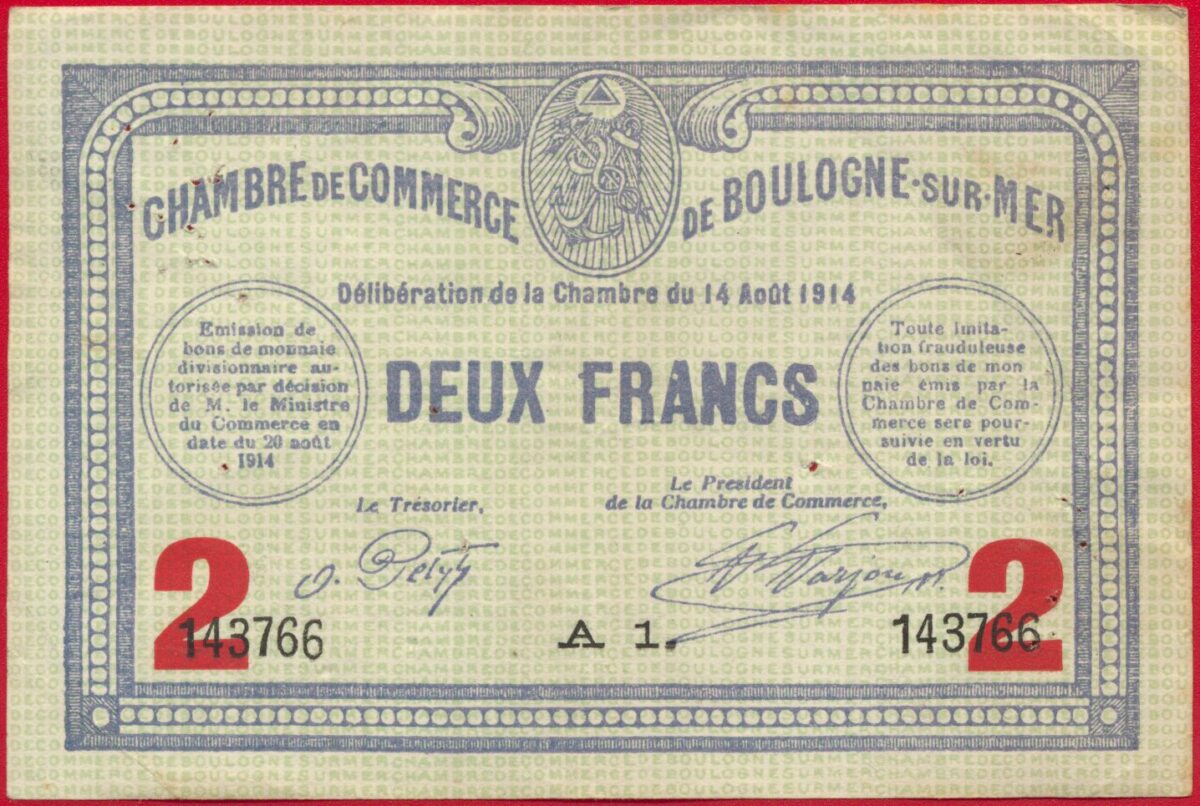 CHAMBRE DE COMMERCE DE BOULOGNE-SUR-MER
Délibération de la Chambre du 14 Août 1914
Emission de
bons de monnaie
divisionnaire au-
torisée par décision
de M. le Ministre
du Commerce en
date du 20 août
1914
DEUX FRANCS
Toute imita-
tion frauduleuse
des bons de mon
naie émis par la
Chambre de Com-
merce sera pour-
suivie en vertu
de la loi.
Le Trésorier,
Le President
de la Chambre de Commerce,
2
2
143766
A 1.
143766